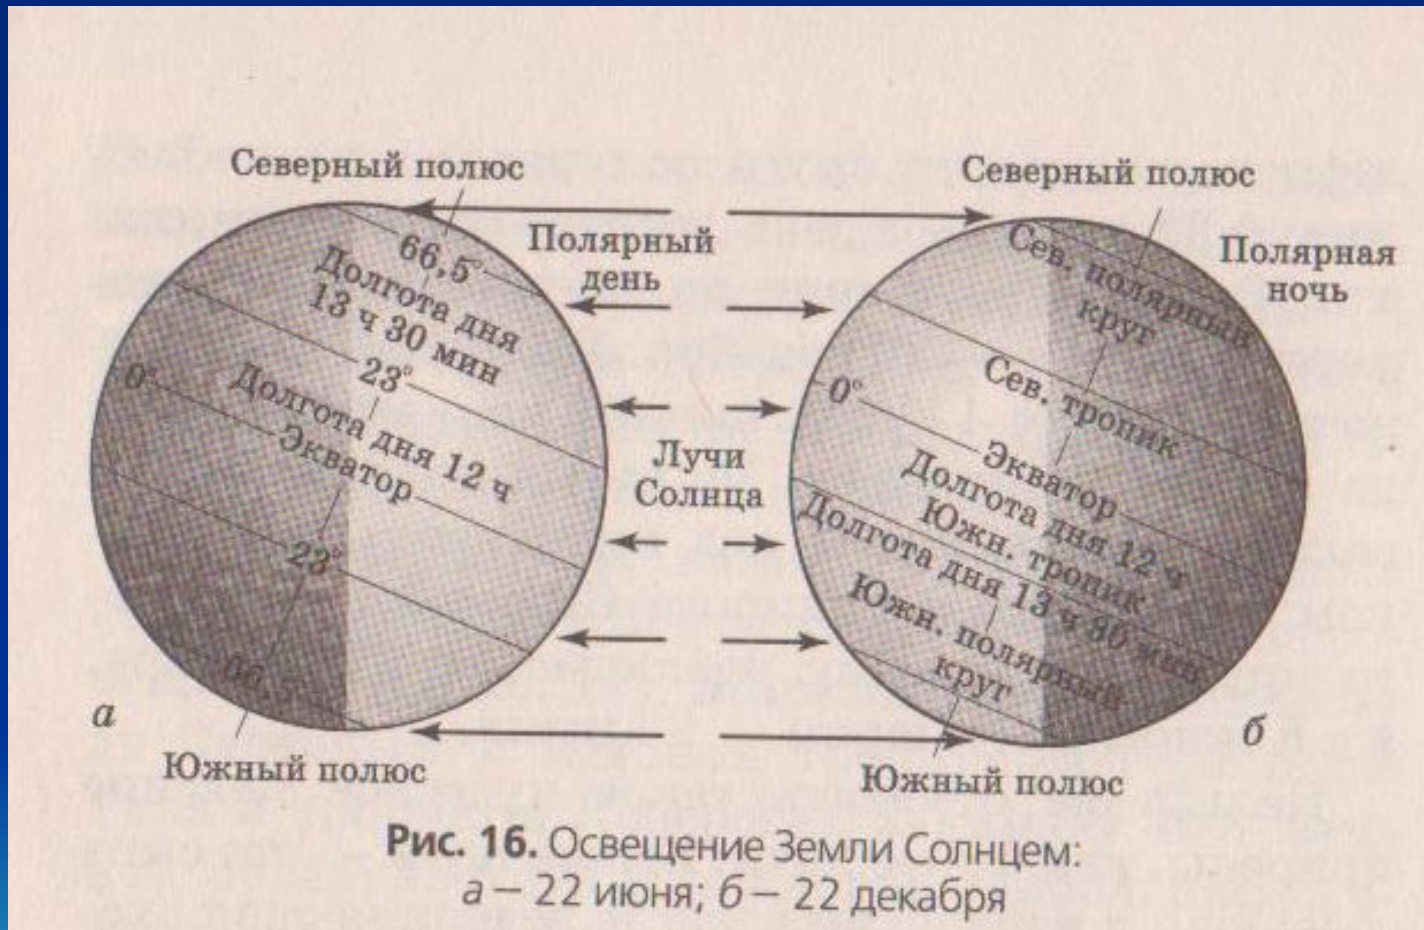 Северный полюс
66,5°
Долгота дня
13 ч 30 мин
23°
0°
Долгота дня 12 ч
Экватор
23°
66,5°
а
Южный полюс
Полярный
день
Лучи
Солнца
Северный полюс
Полярная
ночь
Сев. полярный
круг
Сев. тропик
0°
Экватор
Долгота дня 12 ч
Южн. тропик
Долгота дня 13 ч 30 мин
Южн. полярный
круг
б
Южный полюс
Рис. 16. Освещение Земли Солнцем:
а – 22 июня; б – 22 декабря